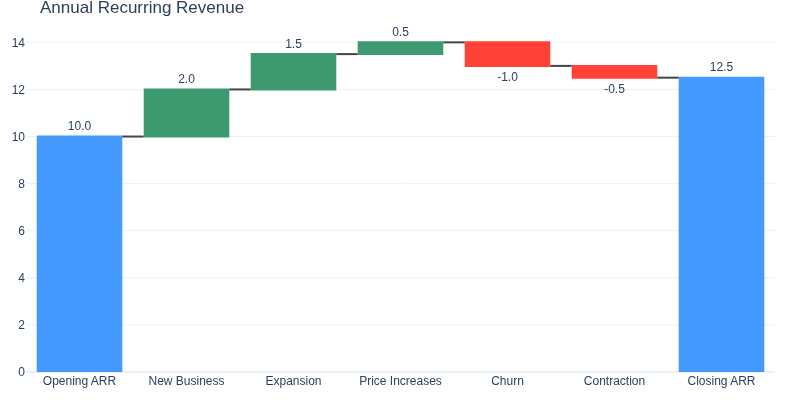 Annual Recurring Revenue
14
12
10
8
6
4
2
0
10.0
2.0
1.5
0.5
-1.0
-0.5
12.5
Opening ARR
New Business
Expansion
Price Increases
Churn
Contraction
Closing ARR